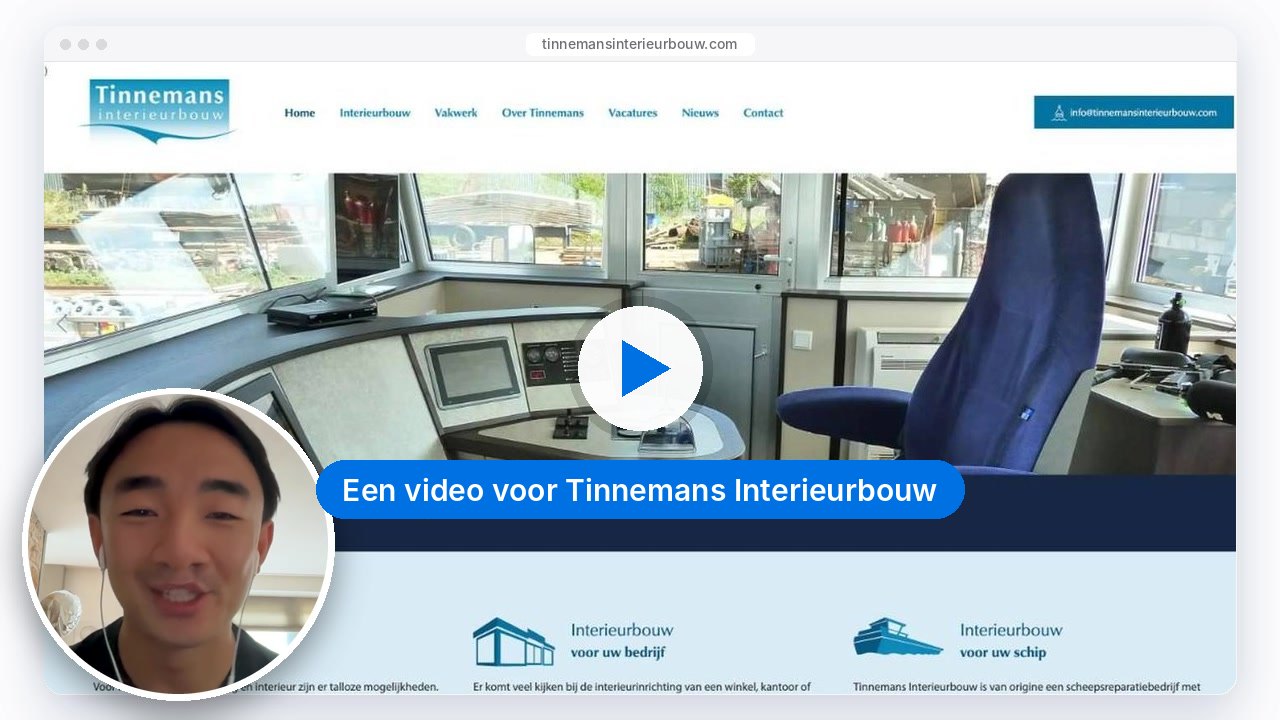 tinnemansinterieurbouw.com
Tinnemans
interieurbouw
Home
Interieurbouw
Vakwerk
Over Tinnemans
Vacatures
Nieuws
Contact
info@tinnemansinterieurbouw.com
Een video voor Tinnemans Interieurbouw
Interieurbouw
voor uw bedrijf
Interieurbouw
voor uw schip
en interieur zijn er talloze mogelijkheden.
Er komt veel kijken bij de interieurinrichting van een winkel, kantoor of
Tinnemans Interieurbouw is van origine een scheepsreparatiebedrijf met